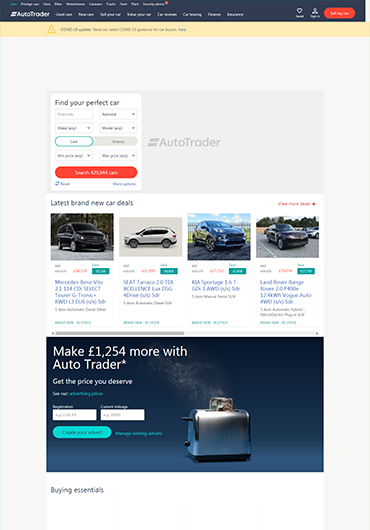 Cars Prestige cars Vans Bikes Motorhomes Caravans Trucks Farm Plant Security advice
AutoTrader Used cars New cars Sell your car Value your car Car reviews Car leasing Finance Insurance Saved Sign in Sell my car
COVID-19 update: Read our latest COVID-19 guidance for car buyers here
Find your perfect car
Postcode National
Make (any) Model (any)
Cash Finance
Min price (any) Max price (any)
Search 429,944 cars
Reset More options
AutoTrader
Latest brand new car deals View more deals
Mercedes-Benz Vito
2.1 114 CDI SELECT
Tourer G-Tronic+
RWD L3 EU6 (s/s) 5dr
5 door Automatic Diesel Other
BRAND NEW - IN STOCK
SEAT Tarraco 2.0 TDI
XCELLENCE Lux DSG
4Drive (s/s) 5dr
5 door Automatic Diesel SUV
BRAND NEW - IN STOCK
KIA Sportage 1.6 T-
GDi 3 AWD (s/s) 5dr
5 door Manual Petrol SUV
BRAND NEW - IN STOCK
Land Rover Range
Rover 2.0 P400e
12.4kWh Vogue Auto
4WD (s/s) 5dr
5 door Automatic Hybrid –
Petrol/Electric Plug-in SUV
BRAND NEW - IN STOCK
Make £1,254 more with
Auto Trader*
Get the price you deserve
See our advertising prices
Registration Current mileage
Create your advert Manage existing adverts
Buying essentials